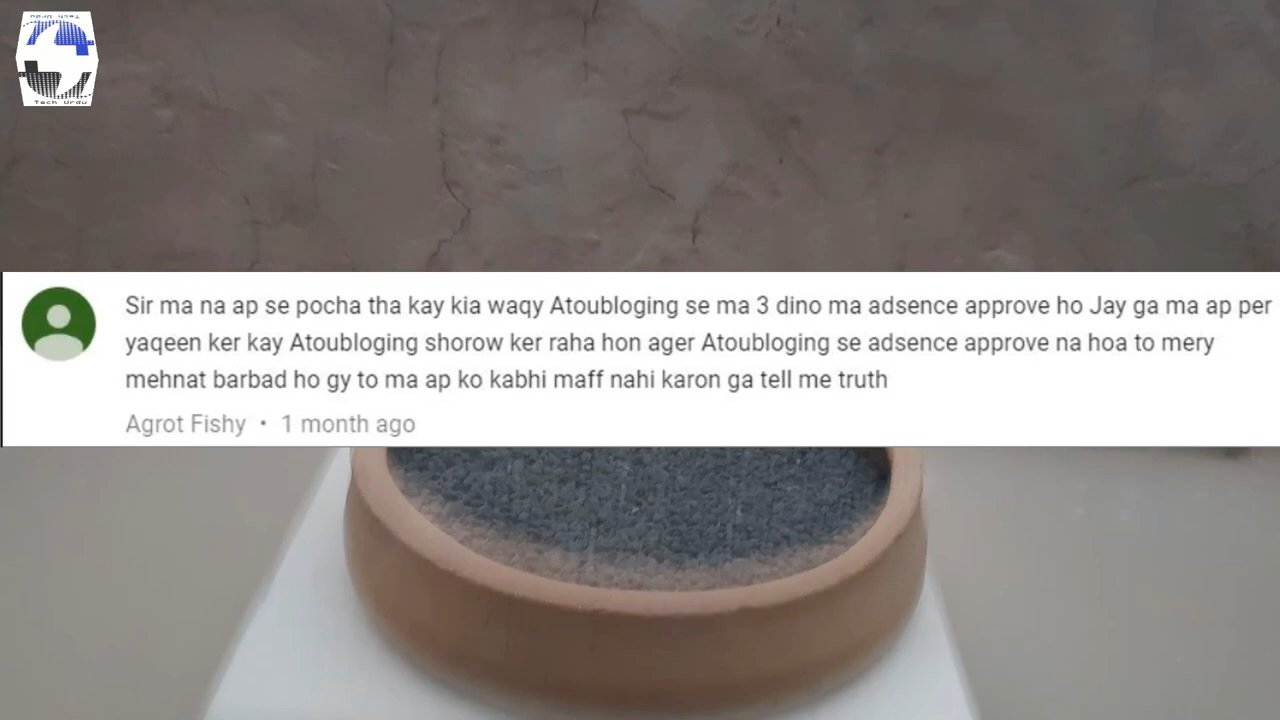 Tech Urdu
Sir ma na ap se pocha tha kay kia waqy Atoubloging se ma 3 dino ma adsence approve ho Jay ga ma ap per
yaqeen ker kay Atoubloging shorow ker raha hon ager Atoubloging se adsence approve na hoa to mery
mehnat barbad ho gy to ma ap ko kabhi maff nahi karon ga tell me truth
Agrot Fishy • 1 month ago
Tech Urdu